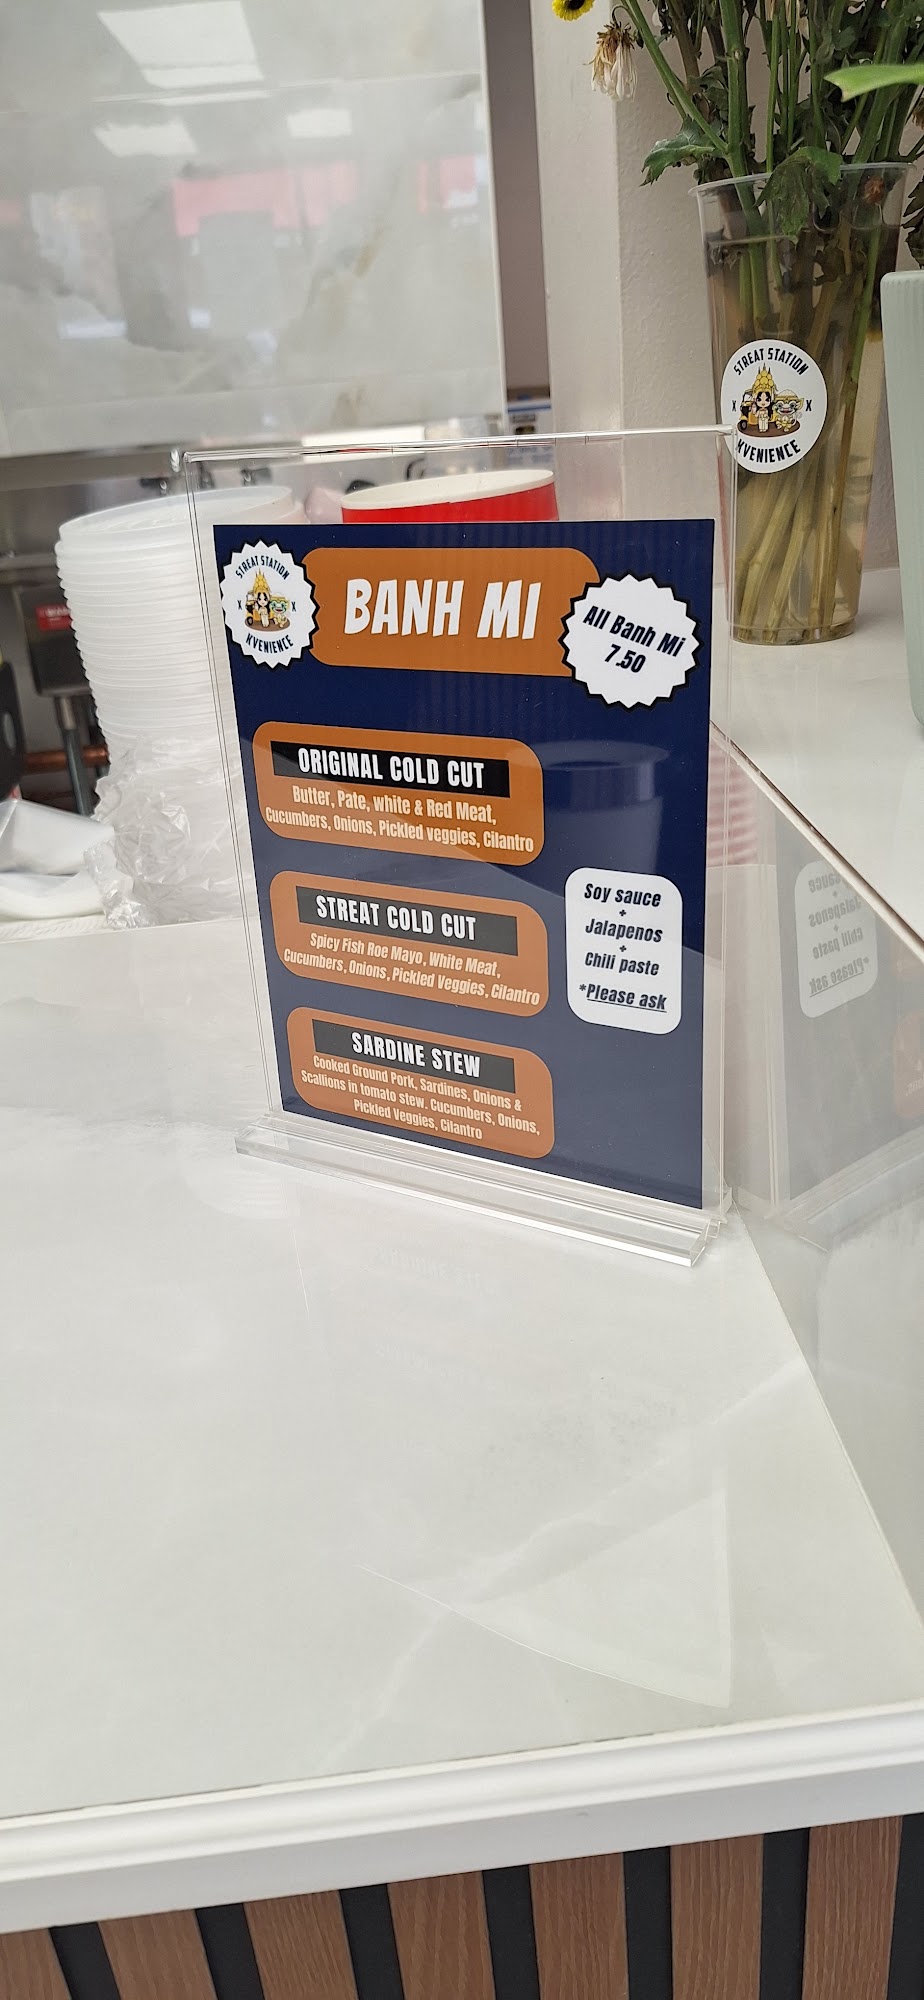 STREAT STATION
X X
KVENIENCE
STREAT STATION
X X
KVENIENCE
BANH MI
All Banh Mi
7.50
ORIGINAL COLD CUT
Butter, Pate, white & Red Meat,
Cucumbers, Onions, Pickled veggies, Cilantro
STREAT COLD CUT
Spicy Fish Roe Mayo, White Meat,
Cucumbers, Onions, Pickled Veggies, Cilantro
SARDINE STEW
Cooked Ground Pork, Sardines, Onions &
Scallions in tomato stew. Cucumbers, Onions,
Pickled Veggies, Cilantro
Soy sauce
+
Jalapenos
+
Chili paste
*Please ask